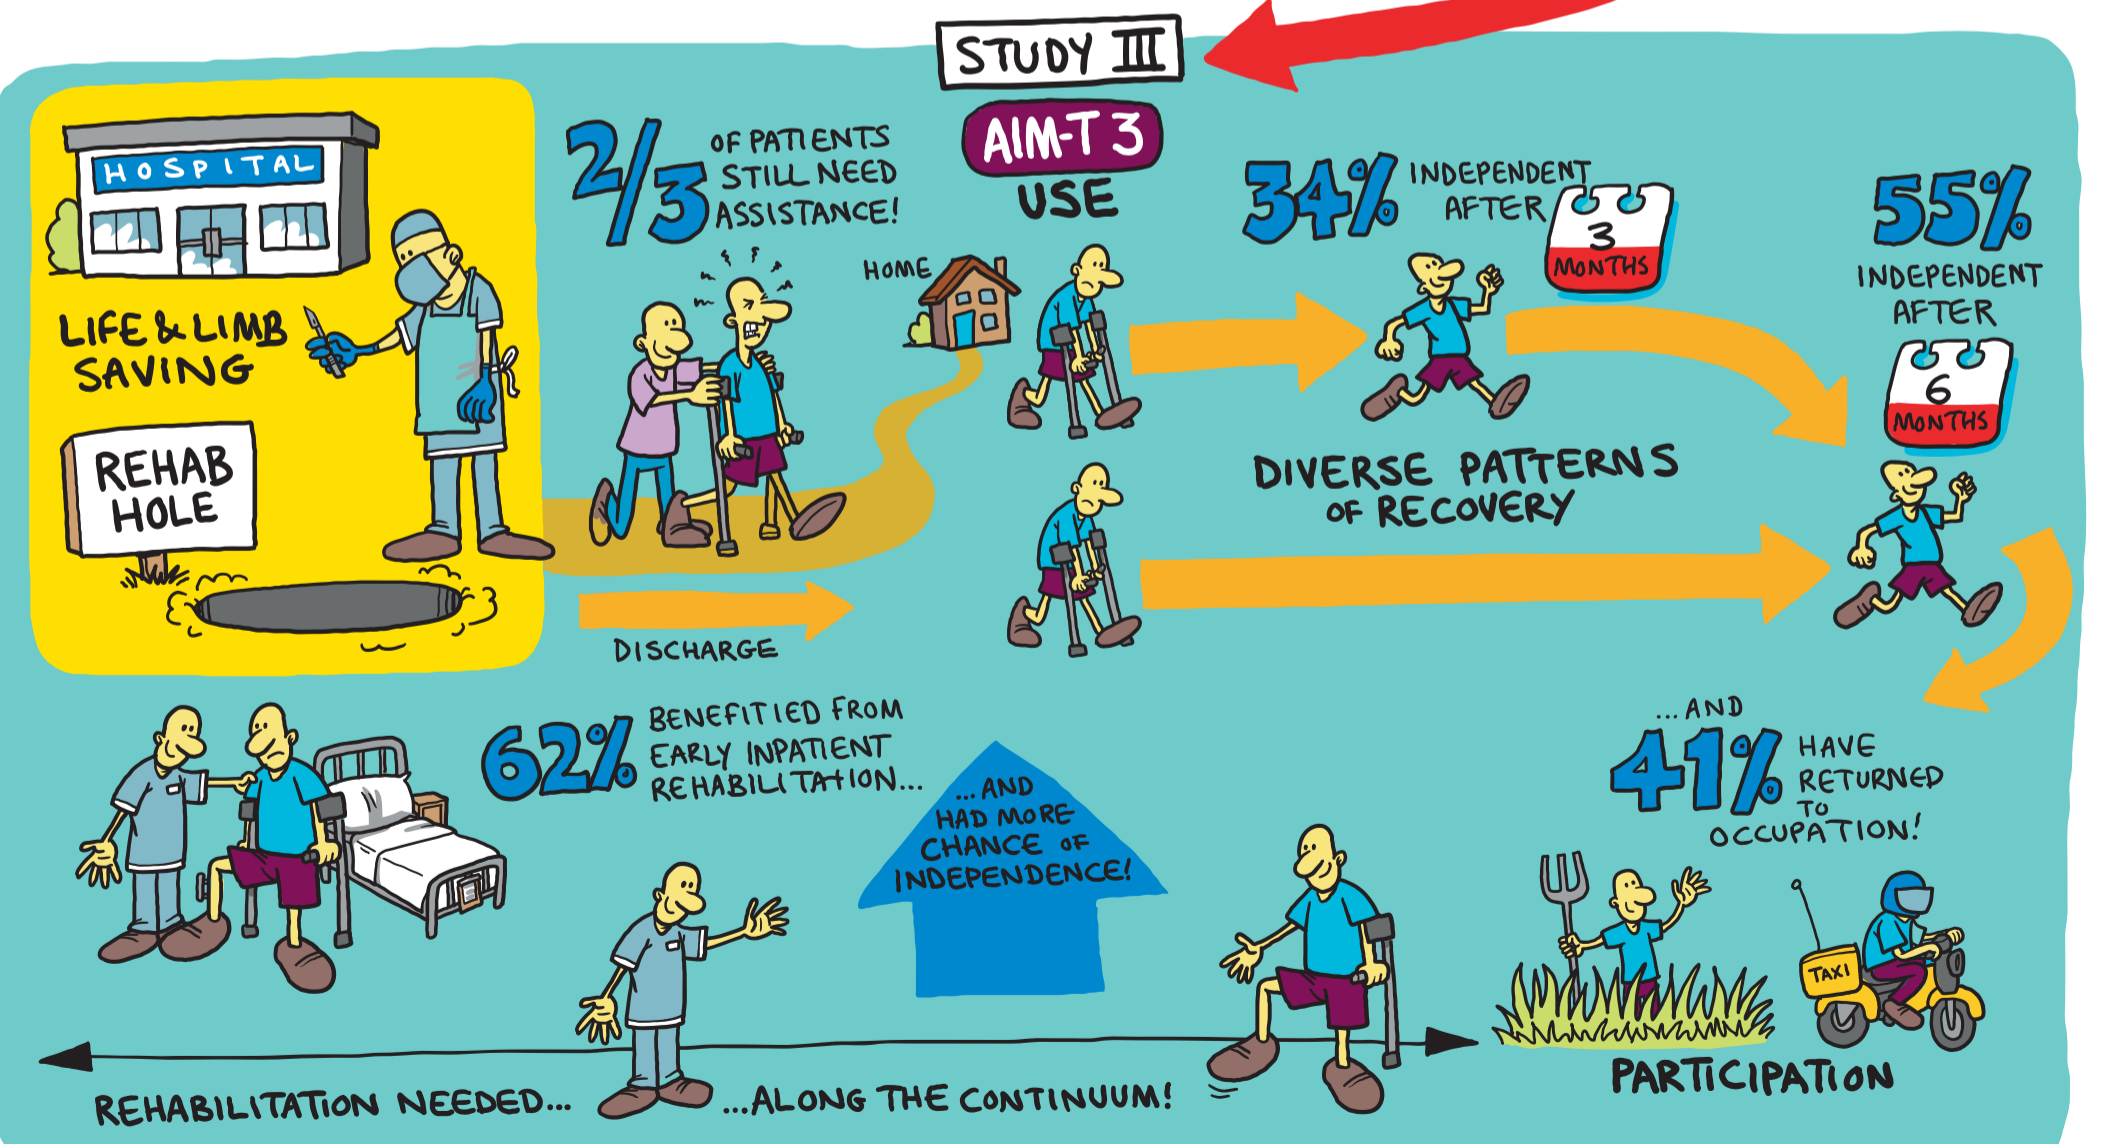 STUDY III
AIM-T 3
USE
HOSPITAL
LIFE & LIMB
SAVING
REHAB
HOLE
2/3
OF PATIENTS
STILL NEED
ASSISTANCE!
HOME
DISCHARGE
34%
INDEPENDENT
AFTER
3
MONTHS
55%
INDEPENDENT
AFTER
6
MONTHS
DIVERSE PATTERNS
OF RECOVERY
62%
BENEFITIED FROM
EARLY INPATIENT
REHABILITATION...
...AND
HAD MORE
CHANCE OF
INDEPENDENCE!
...AND
41%
HAVE
RETURNED
TO
OCCUPATION!
TAXI
PARTICIPATION
REHABILITATION NEEDED...
...ALONG THE CONTINUUM!